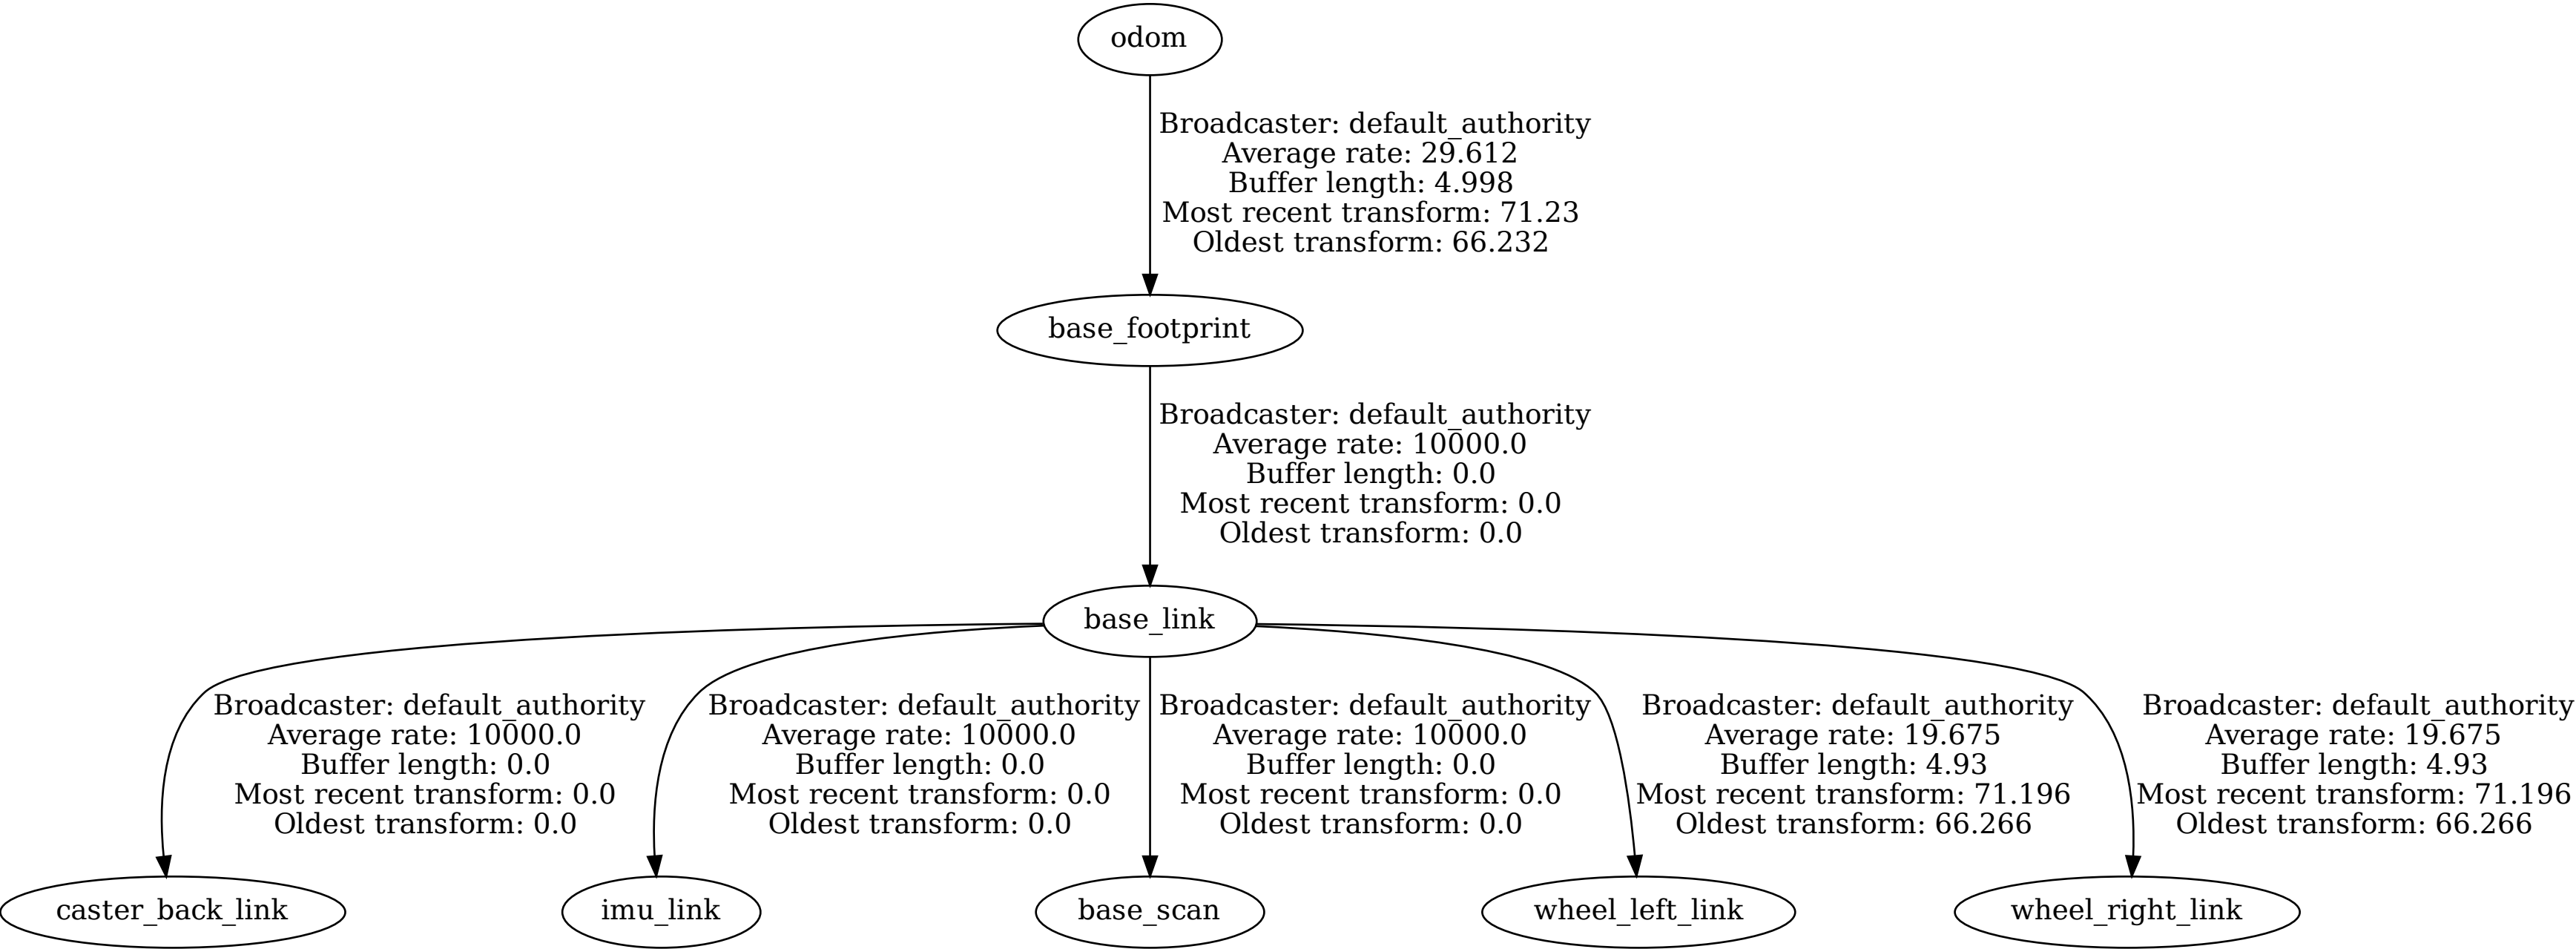 odom
Broadcaster: default_authority
Average rate: 29.612
Buffer length: 4.998
Most recent transform: 71.23
Oldest transform: 66.232
base_footprint
Broadcaster: default_authority
Average rate: 10000.0
Buffer length: 0.0
Most recent transform: 0.0
Oldest transform: 0.0
base_link
Broadcaster: default_authority
Average rate: 10000.0
Buffer length: 0.0
Most recent transform: 0.0
Oldest transform: 0.0
Broadcaster: default_authority
Average rate: 10000.0
Buffer length: 0.0
Most recent transform: 0.0
Oldest transform: 0.0
Broadcaster: default_authority
Average rate: 10000.0
Buffer length: 0.0
Most recent transform: 0.0
Oldest transform: 0.0
Broadcaster: default_authority
Average rate: 19.675
Buffer length: 4.93
Most recent transform: 71.196
Oldest transform: 66.266
Broadcaster: default_authority
Average rate: 19.675
Buffer length: 4.93
Most recent transform: 71.196
Oldest transform: 66.266
caster_back_link
imu_link
base_scan
wheel_left_link
wheel_right_link